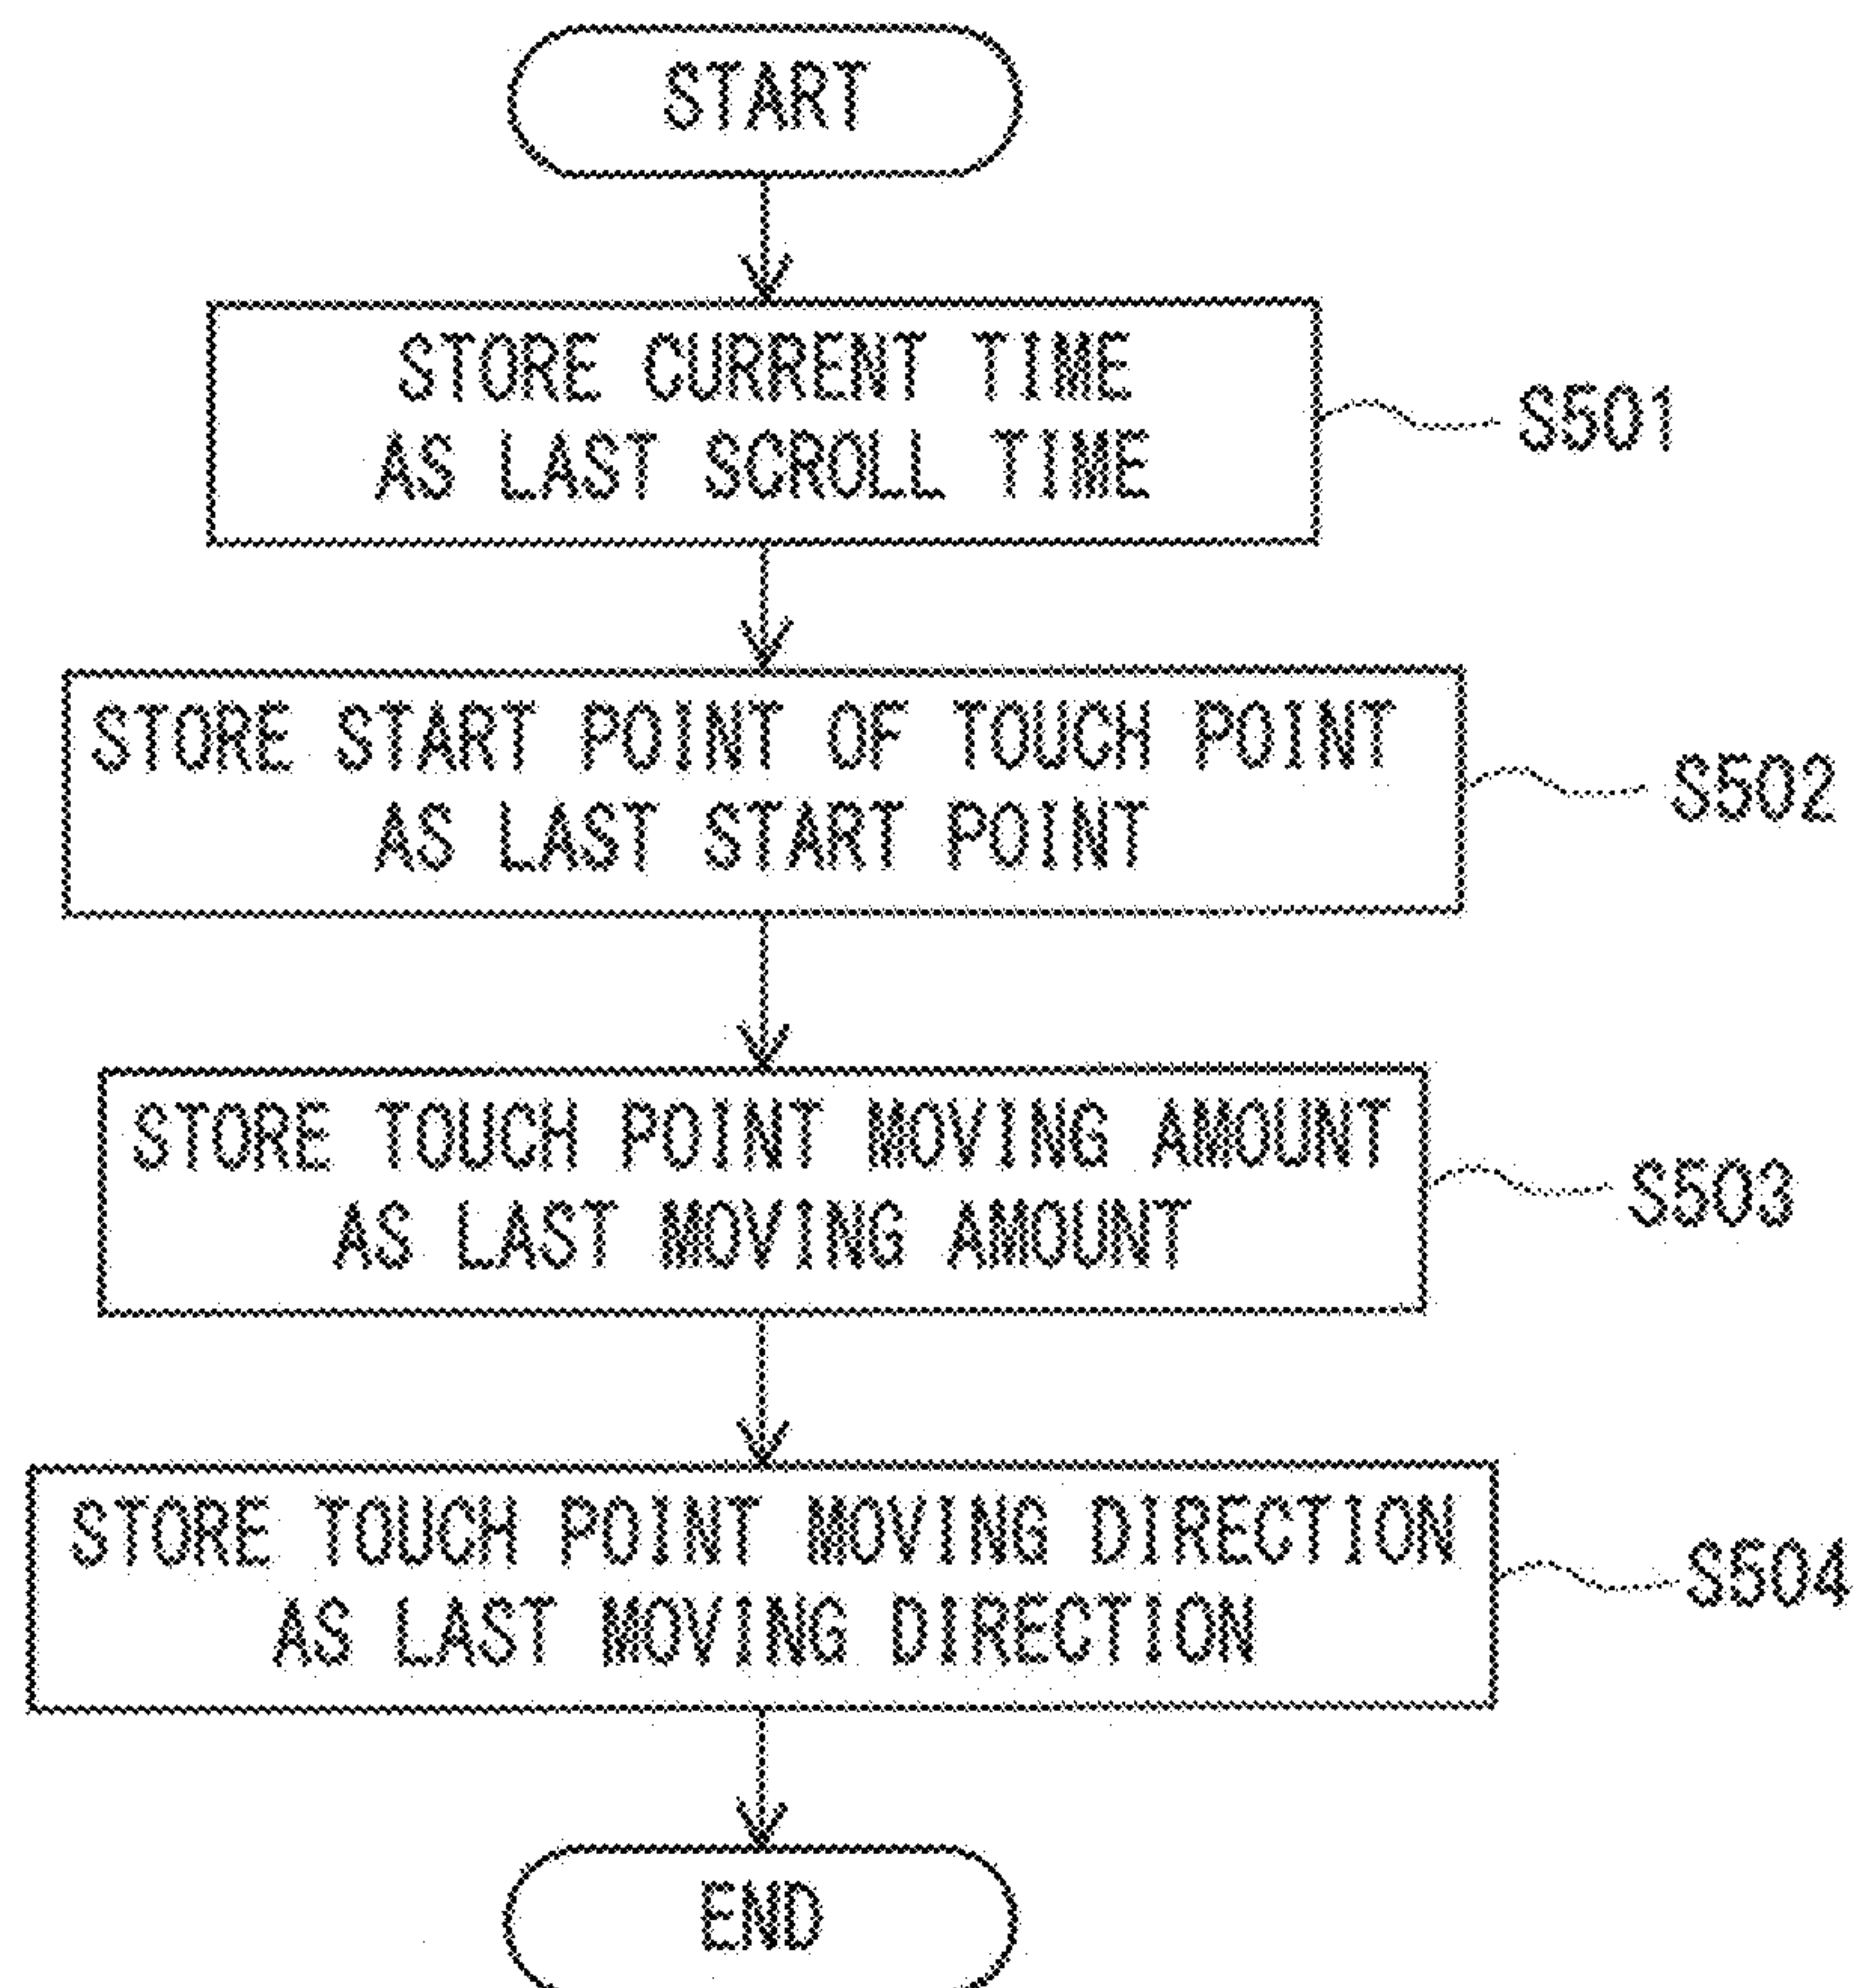 START
STORE CURRENT TIME
AS LAST SCROLL TIME
S501
STORE START POINT OF TOUCH POINT
AS LAST START POINT
S502
STORE TOUCH POINT MOVING AMOUNT
AS LAST MOVING AMOUNT
S503
STORE TOUCH POINT MOVING DIRECTION
AS LAST MOVING DIRECTION
S504
END